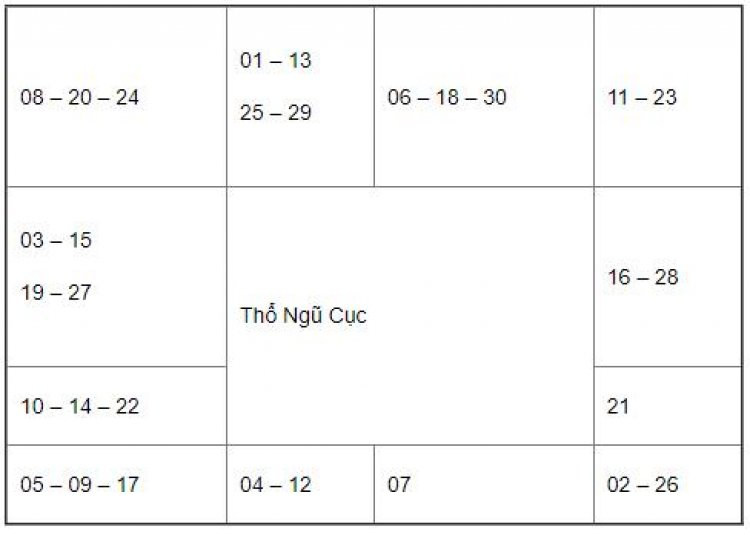 08 – 20 – 24
01 – 13
25 – 29
06 – 18 – 30
11 – 23
03 – 15
19 – 27
Thổ Ngũ Cục
16 – 28
10 – 14 – 22
21
05 – 09 – 17
04 – 12
07
02 – 26